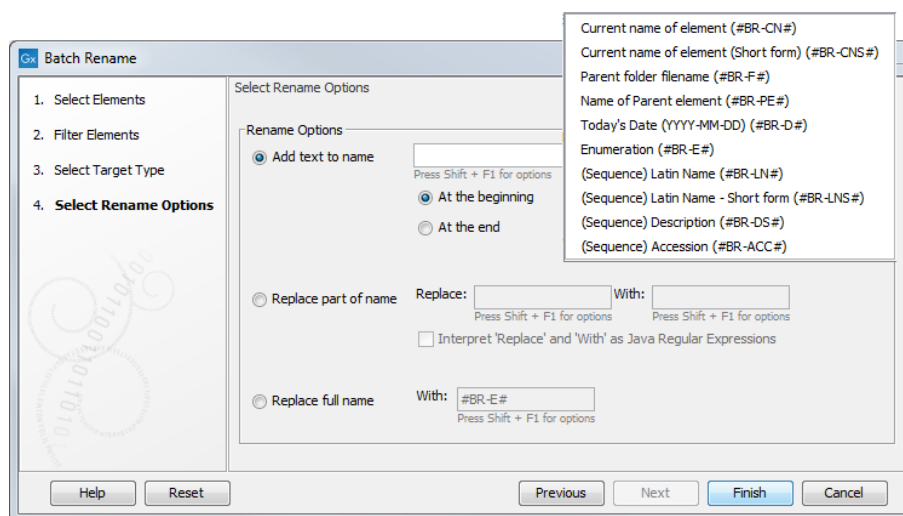 Gx Batch Rename
1. Select Elements
2. Filter Elements
3. Select Target Type
4. Select Rename Options
Select Rename Options
Rename Options
Add text to name
Press Shift + F1 for options
At the beginning
At the end
Replace part of name
Replace:
With:
Press Shift + F1 for options
Press Shift + F1 for options
Interpret 'Replace' and 'With' as Java Regular Expressions
Replace full name
With:
#BR-E#
Press Shift + F1 for options
Current name of element (#BR-CN#)
Current name of element (Short form) (#BR-CNS#)
Parent folder filename (#BR-F#)
Name of Parent element (#BR-PE#)
Today's Date (YYYY-MM-DD) (#BR-D#)
Enumeration (#BR-E#)
(Sequence) Latin Name (#BR-LN#)
(Sequence) Latin Name - Short form (#BR-LNS#)
(Sequence) Description (#BR-DS#)
(Sequence) Accession (#BR-ACC#)
Help
Reset
Previous
Next
Finish
Cancel